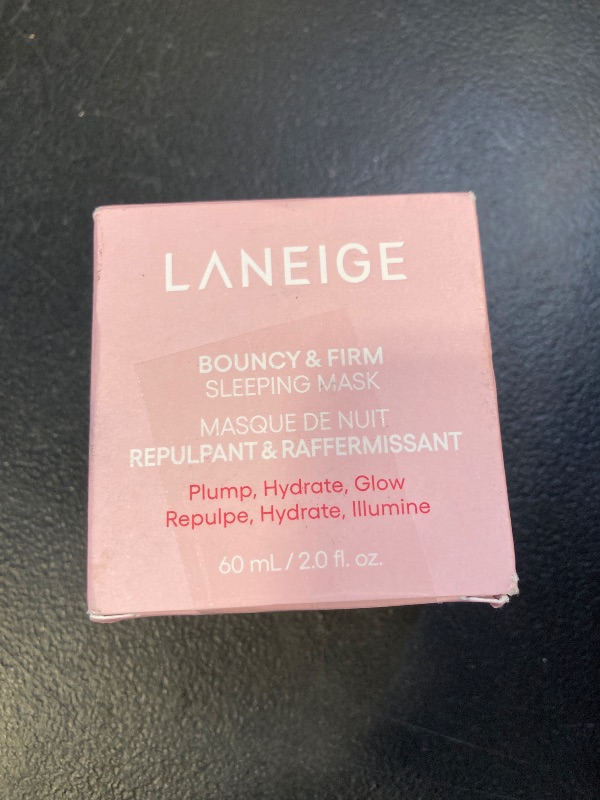 LANEIGE
BOUNCY & FIRM
SLEEPING MASK
MASQUE DE NUIT
REPULPANT & RAFFERMISSANT
Plump, Hydrate, Glow
Repulpe, Hydrate, Illumine
60 mL / 2.0 fl. oz.